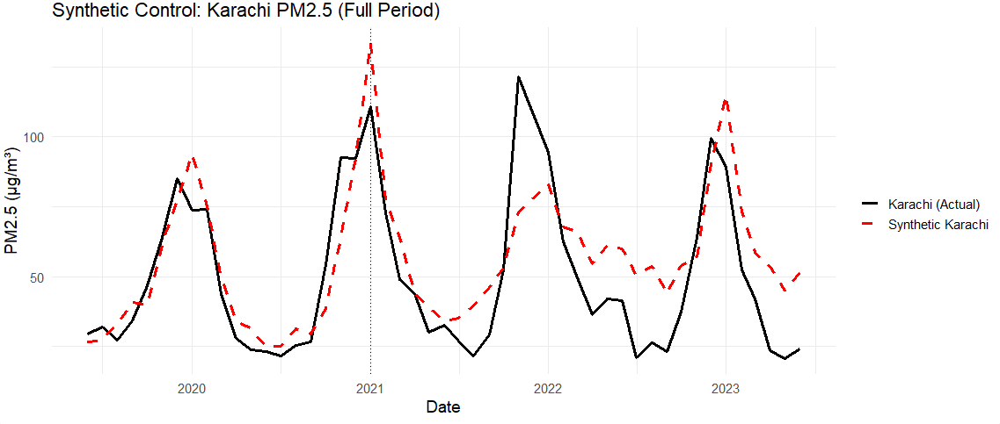 Synthetic Control: Karachi PM2.5 (Full Period)
PM2.5 (µg/m³)
100
50
2020
2021
2022
2023
Date
Karachi (Actual)
Synthetic Karachi